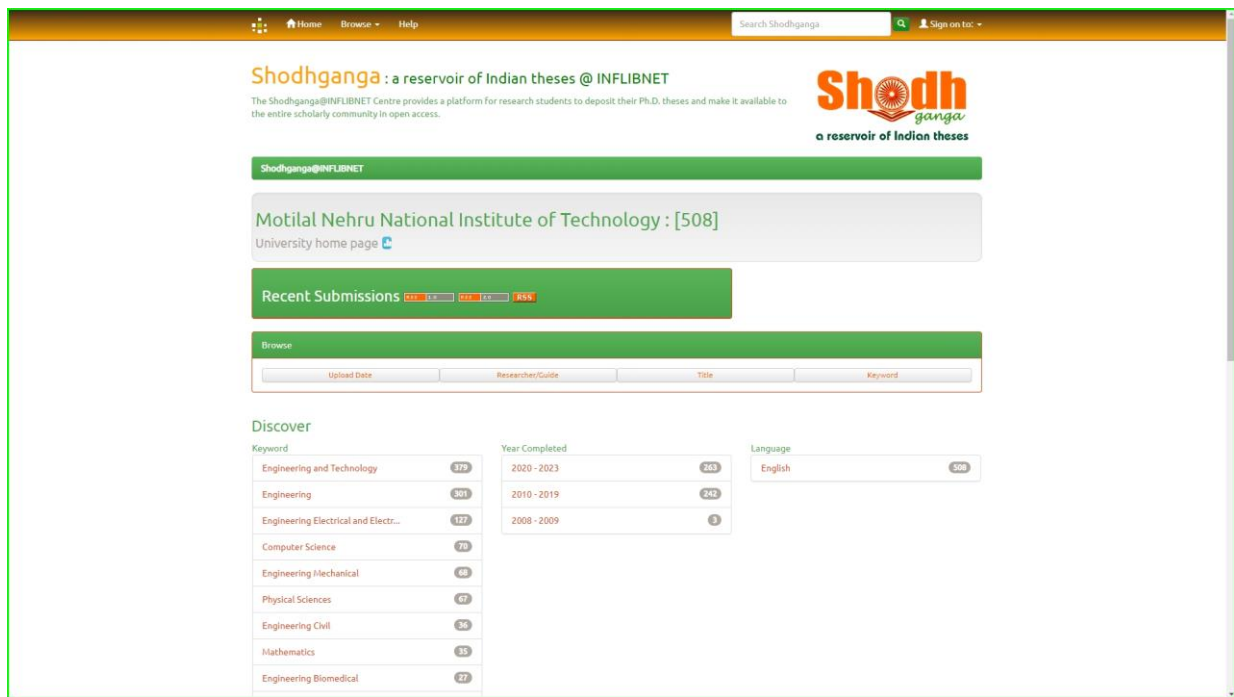 Home Browse Help Search Shodhganga Sign on to:
Shodhganga : a reservoir of Indian theses @ INFLIBNET
The Shodhganga@INFLIBNET Centre provides a platform for research students to deposit their Ph.D. theses and make it available to
the entire scholarly community in open access.
Shodh
ganga
a reservoir of Indian theses
Shodhganga@INFLIBNET
Motilal Nehru National Institute of Technology : [508]
University home page
Recent Submissions RSS
Browse
Upload Date Researcher/Guide Title Keyword
Discover
Keyword Year Completed Language
Engineering and Technology 379 2020 - 2023 263 English 508
Engineering 301 2010 - 2019 242
Engineering Electrical and Electr... 127 2008 - 2009 3
Computer Science 70
Engineering Mechanical 68
Physical Sciences 67
Engineering Civil 36
Mathematics 35
Engineering Biomedical 27